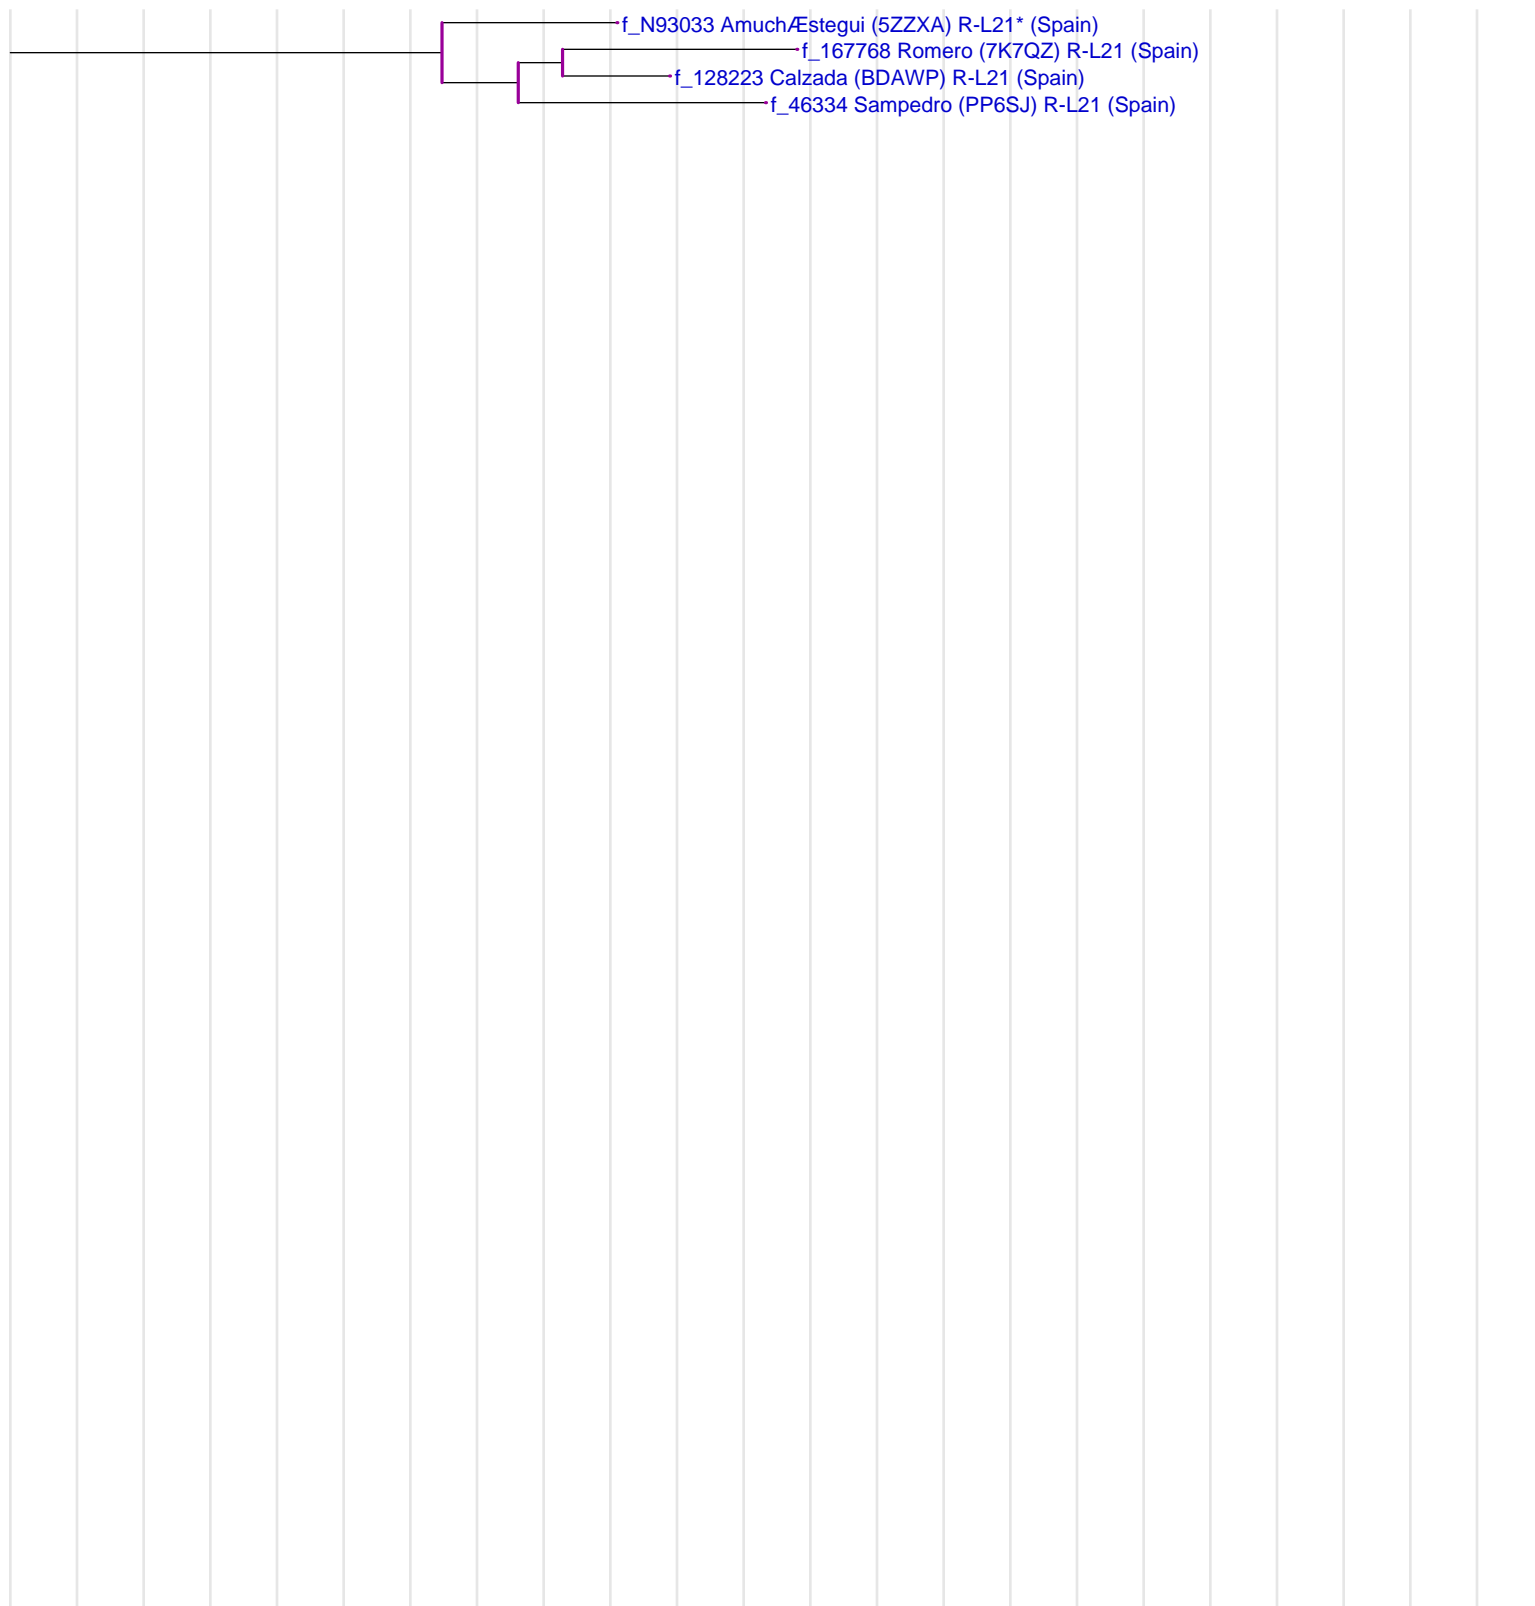 f_N93033 AmuchÆstegui (5ZZXA) R-L21* (Spain)
f_167768 Romero (7K7QZ) R-L21 (Spain)
f_128223 Calzada (BDAWP) R-L21 (Spain)
f_46334 Sampedro (PP6SJ) R-L21 (Spain)